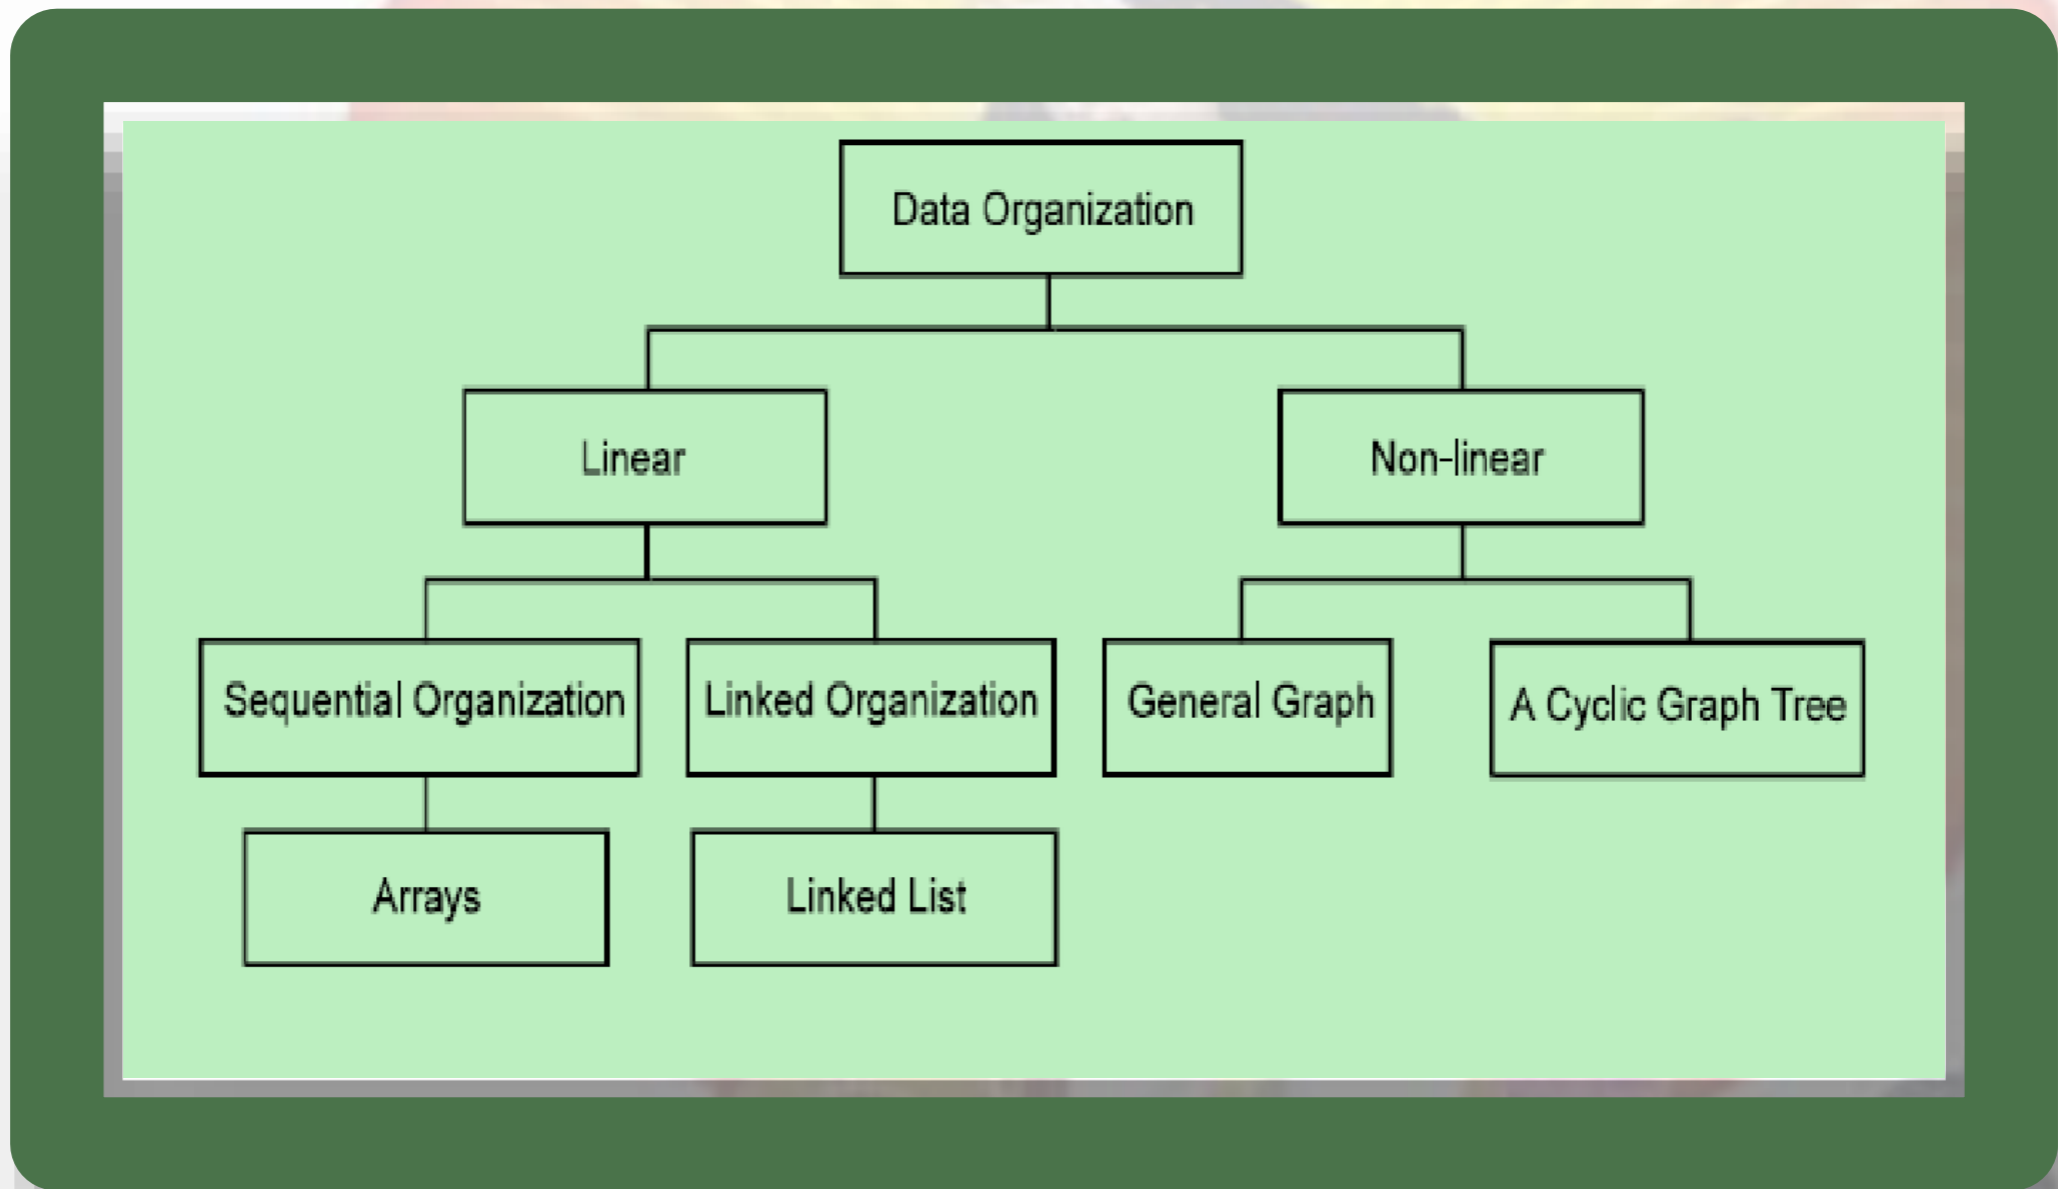 Data Organization
Linear
Non-linear
Sequential Organization
Linked Organization
General Graph
A Cyclic Graph Tree
Arrays
Linked List